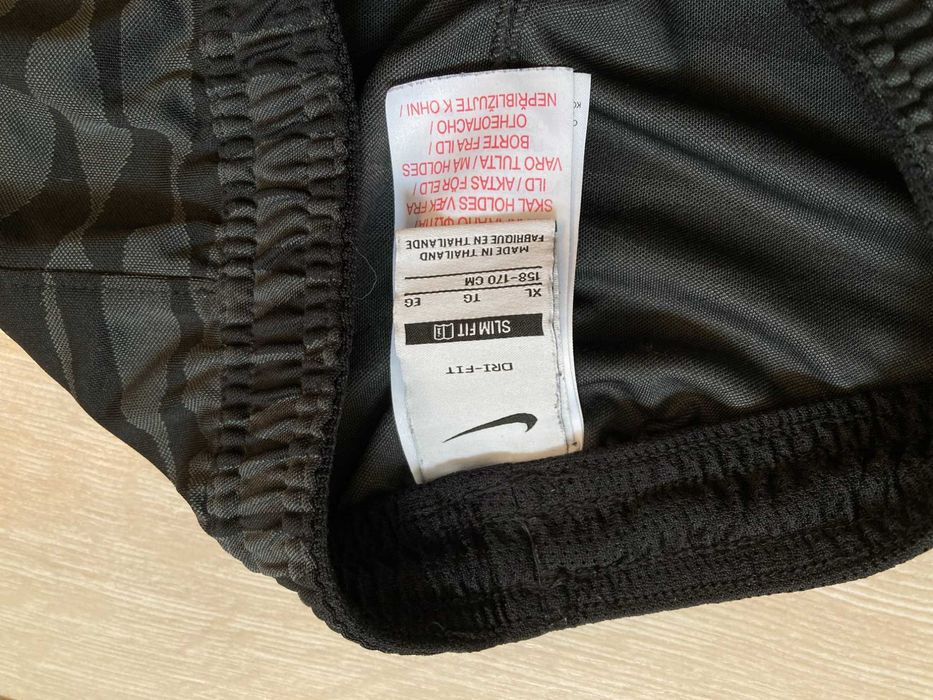 DRI-FIT
SLIM FIT
XL TG EG
158-170 CM
MADE IN THAILAND
FABRIQUE EN THAILANDE
SKAL HOLDES VÆK FRA
ILD / AKTAS FÖR ELD /
VARO TULTA / MÅ HOLDES
BORTE FRA ILD /
ОГНЕОПАСНО /
NEPŘIBLIŽUJTE K OHNI /